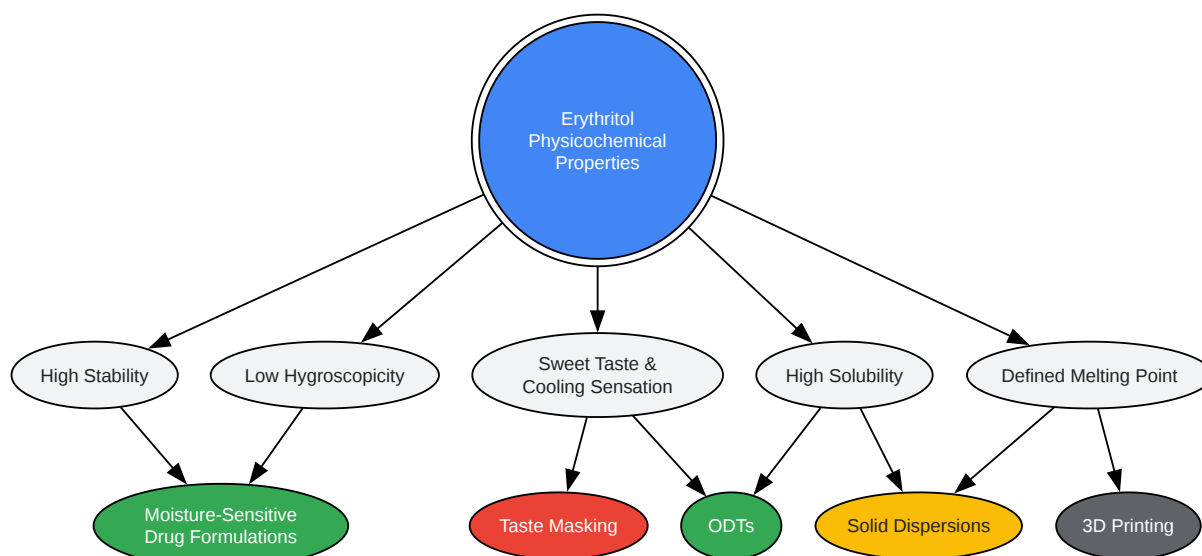 Erythritol
Physicochemical
Properties
High Stability
Low Hygroscopicity
Sweet Taste &
Cooling Sensation
High Solubility
Defined Melting Point
Moisture-Sensitive
Drug Formulations
Taste Masking
ODTs
Solid Dispersions
3D Printing